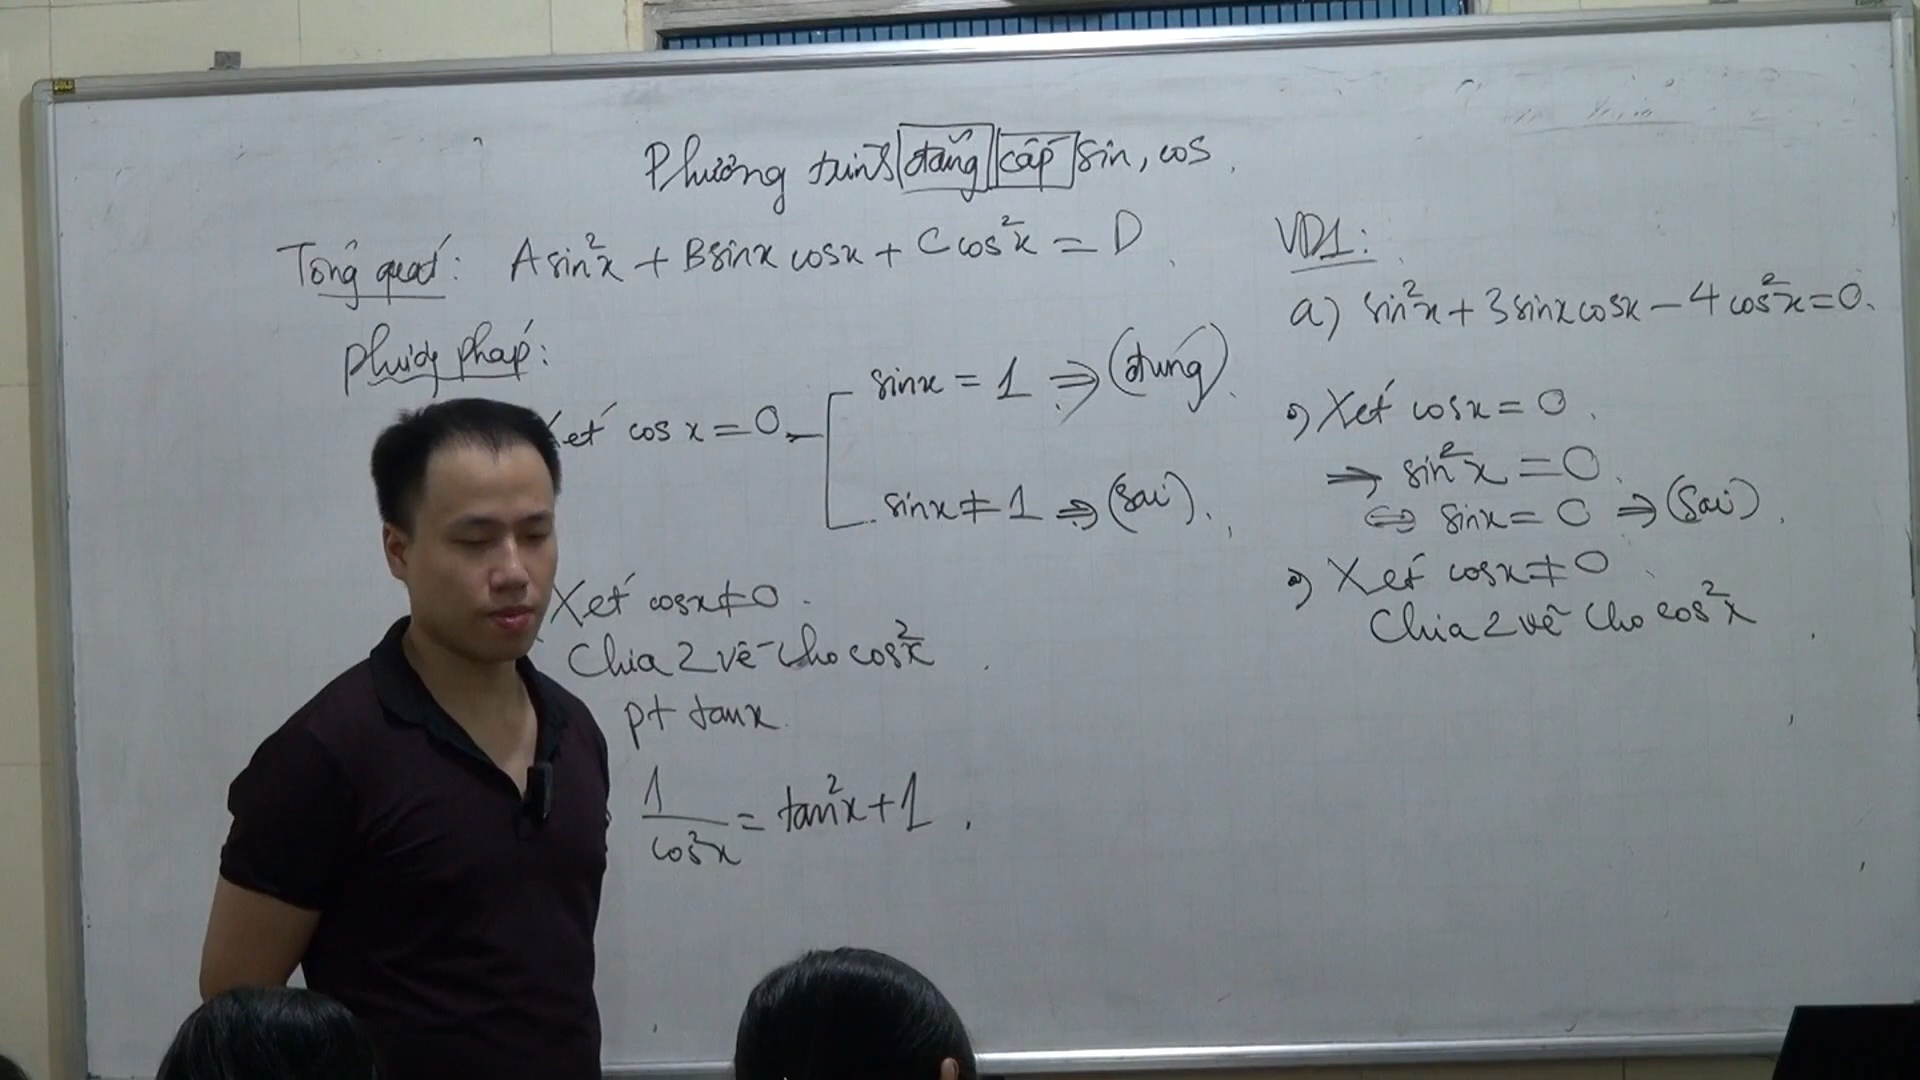 Phương trình đẳng cấp sin, cos.
Tổng quát: A sin²x + B sinx cosx + C cos²x = D
Phương pháp:
Xét cos x = 0
sinx = 1 ⇒ (đúng).
sinx ≠ 1 ⇒ (Sai).
Xét cosx ≠ 0.
Chia 2 vế cho cos²x
pt tanx.
1/cos²x = tan²x + 1.
VD1:
a) sin²x + 3 sinx cosx − 4 cos²x = 0.
Xét cosx = 0.
⇒ sin²x = 0.
⇔ sinx = 0 ⇒ (Sai).
Xét cosx ≠ 0
Chia 2 vế cho cos²x